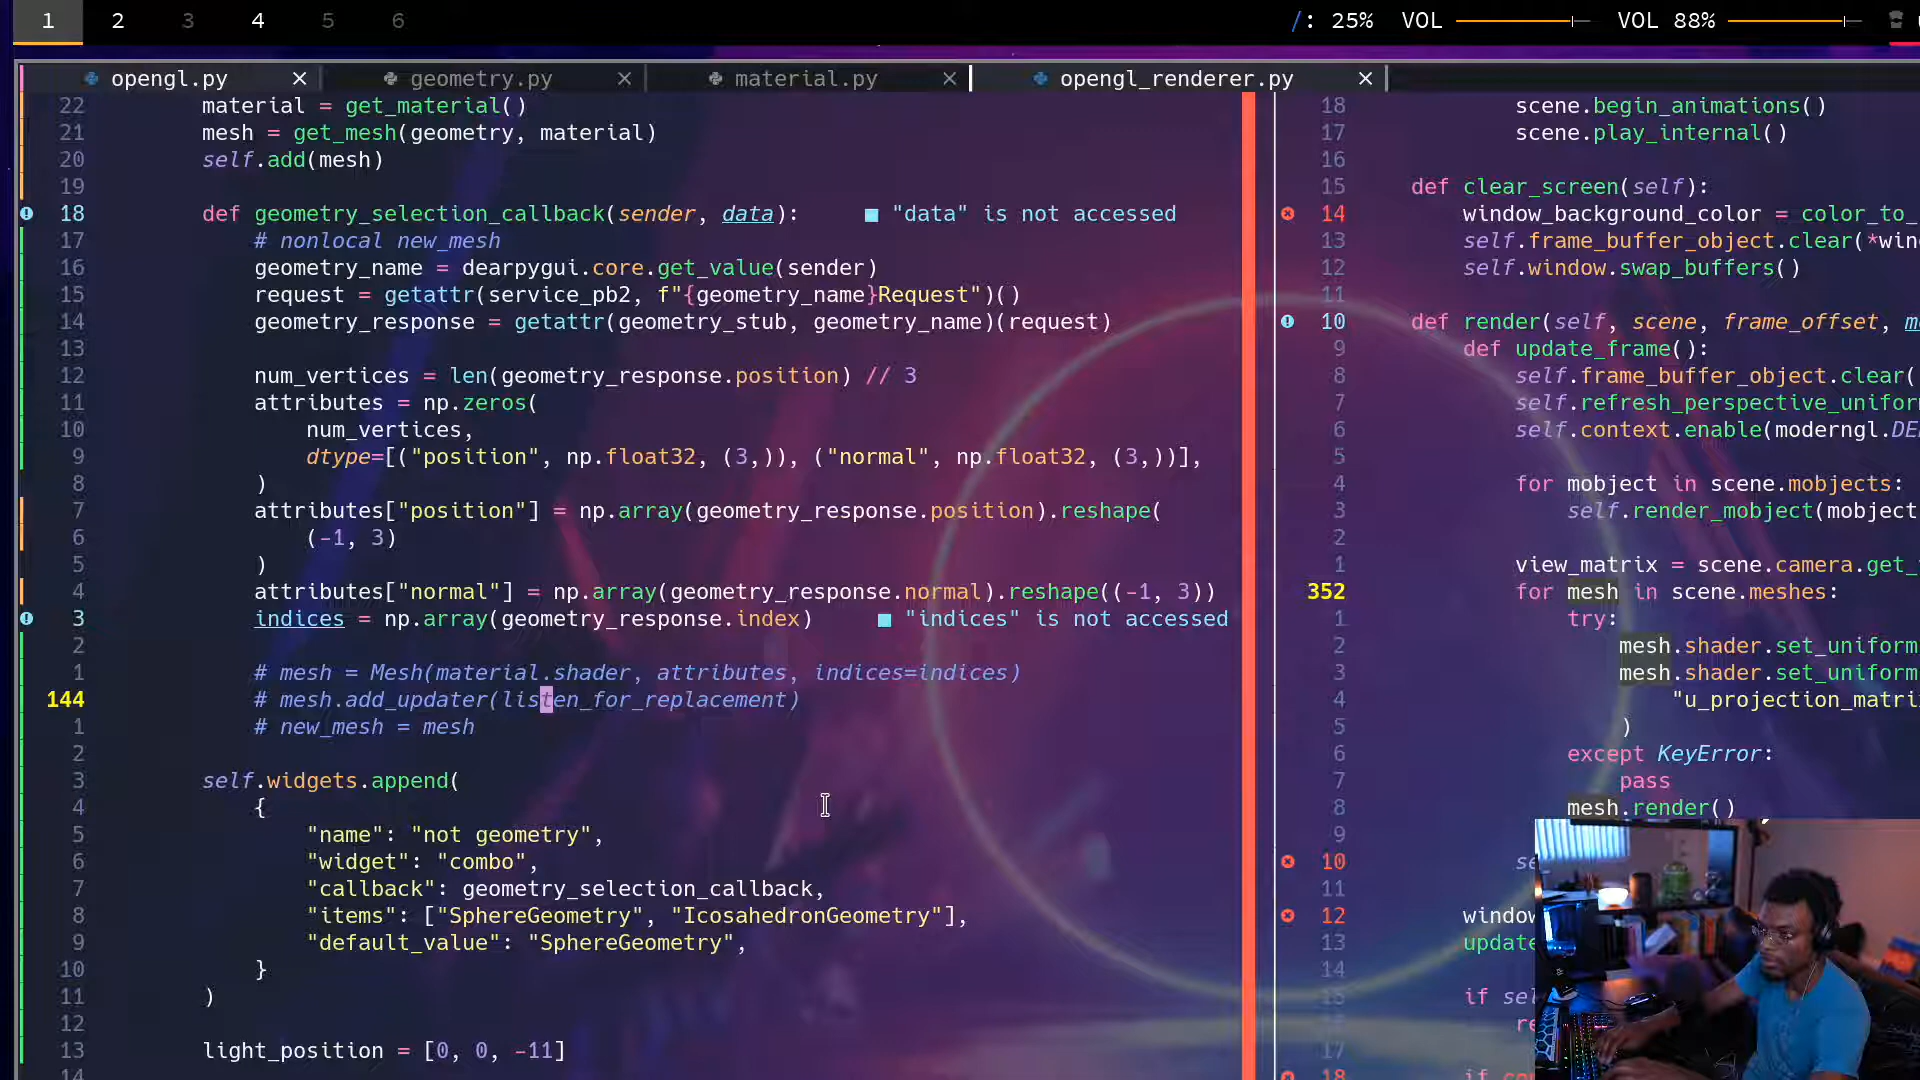 1 2 3 4 5 6 /: 25% VOL VOL 88%
opengl.py geometry.py material.py opengl_renderer.py
22 material = get_material()
21 mesh = get_mesh(geometry, material)
20 self.add(mesh)
19
18 def geometry_selection_callback(sender, data): ■ "data" is not accessed
17 # nonlocal new_mesh
16 geometry_name = dearpygui.core.get_value(sender)
15 request = getattr(service_pb2, f"{geometry_name}Request")()
14 geometry_response = getattr(geometry_stub, geometry_name)(request)
13
12 num_vertices = len(geometry_response.position) // 3
11 attributes = np.zeros(
10 num_vertices,
9 dtype=[("position", np.float32, (3,)), ("normal", np.float32, (3,))],
8 )
7 attributes["position"] = np.array(geometry_response.position).reshape(
6 (-1, 3)
5 )
4 attributes["normal"] = np.array(geometry_response.normal).reshape((-1, 3))
3 indices = np.array(geometry_response.index) ■ "indices" is not accessed
2
1 # mesh = Mesh(material.shader, attributes, indices=indices)
144 # mesh.add_updater(listen_for_replacement)
1 # new_mesh = mesh
2
3 self.widgets.append(
4 {
5 "name": "not geometry",
6 "widget": "combo",
7 "callback": geometry_selection_callback,
8 "items": ["SphereGeometry", "IcosahedronGeometry"],
9 "default_value": "SphereGeometry",
10 }
11 )
12
13 light_position = [0, 0, -11]
14
18 scene.begin_animations()
17 scene.play_internal()
16
15 def clear_screen(self):
14 window_background_color = color_to_
13 self.frame_buffer_object.clear(*win
12 self.window.swap_buffers()
11
10 def render(self, scene, frame_offset, m
9 def update_frame():
8 self.frame_buffer_object.clear(
7 self.refresh_perspective_unifor
6 self.context.enable(moderngl.DE
5
4 for mobject in scene.mobjects:
3 self.render_mobject(mobject
2
1 view_matrix = scene.camera.get_
352 for mesh in scene.meshes:
1 try:
2 mesh.shader.set_uniform
3 mesh.shader.set_uniform
4 "u_projection_matri
5 )
6 except KeyError:
7 pass
8 mesh.render()
9
10 se
11
12 window
13 update
14
15 if sel
re
17
18 if